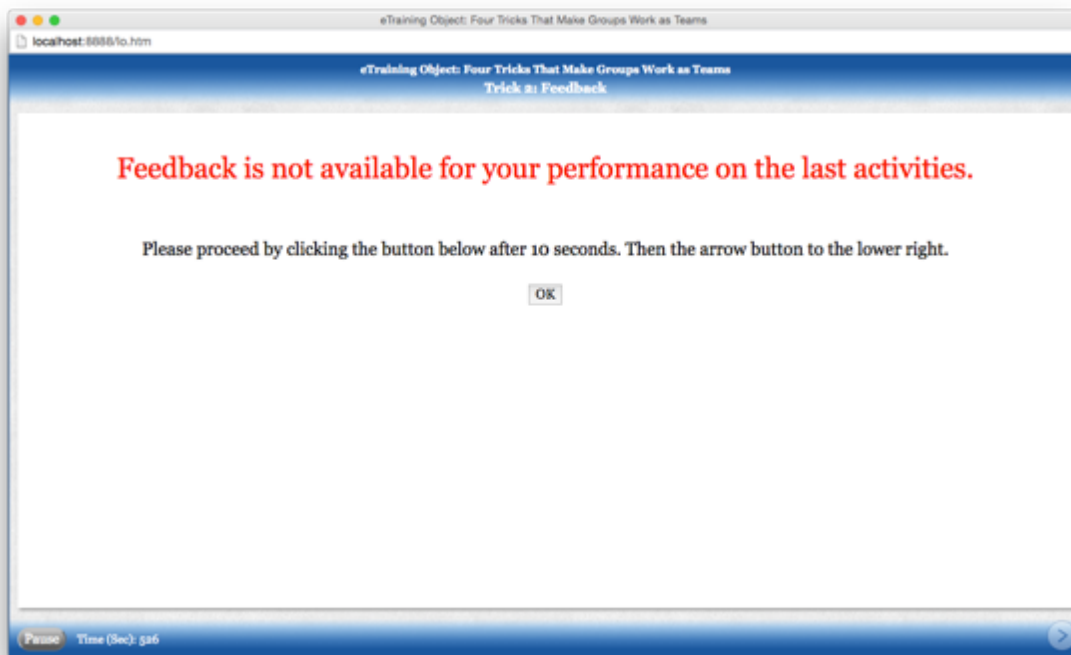 eTraining Object: Four Tricks That Make Groups Work as Teams
localhost:8888/lo.htm
eTraining Object: Four Tricks That Make Groups Work as Teams
Trick 2: Feedback
Feedback is not available for your performance on the last activities.
Please proceed by clicking the button below after 10 seconds. Then the arrow button to the lower right.
OK
Pause Time (Sec): 526